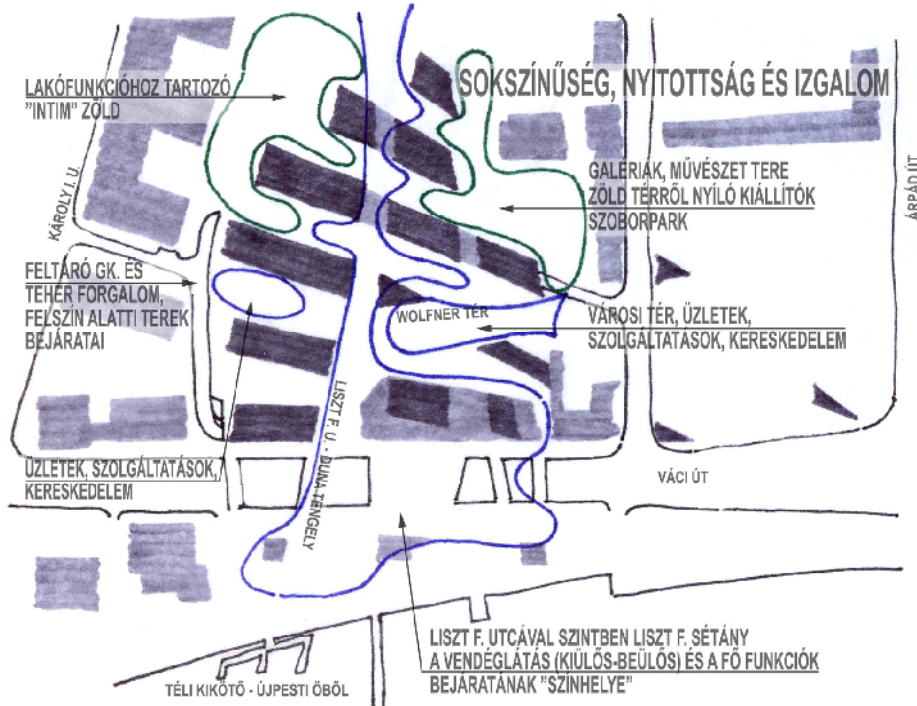 SOKSZÍNŰSÉG, NYITOTTSÁG ÉS IZGALOM
LAKÓFUNKCIÓHOZ TARTOZÓ
"INTIM" ZÖLD
GALÉRIÁK, MŰVÉSZET TERE
ZÖLD TÉRRŐL NYÍLÓ KIÁLLÍTÓK
SZOBORPARK
ÁRPÁD ÚT
KÁROLY I. U.
FELTÁRÓ GK. ÉS
TEHER FORGALOM,
FELSZÍN ALATTI TEREK
BEJÁRATAI
WOLFNER TÉR
VÁROSI TÉR, ÜZLETEK,
SZOLGÁLTATÁSOK, KERESKEDELEM
LISZT F. U. - DUNA TENGELY
ÜZLETEK, SZOLGÁLTATÁSOK,
KERESKEDELEM
VÁCI ÚT
LISZT F. UTCÁVAL SZINTBEN LISZT F. SÉTÁNY
A VENDÉGLÁTÁS (KIÜLŐS-BEÜLŐS) ÉS A FŐ FUNKCIÓK
BEJÁRATÁNAK "SZÍNHELYE"
TÉLI KIKÖTŐ - ÚJPESTI ÖBÖL